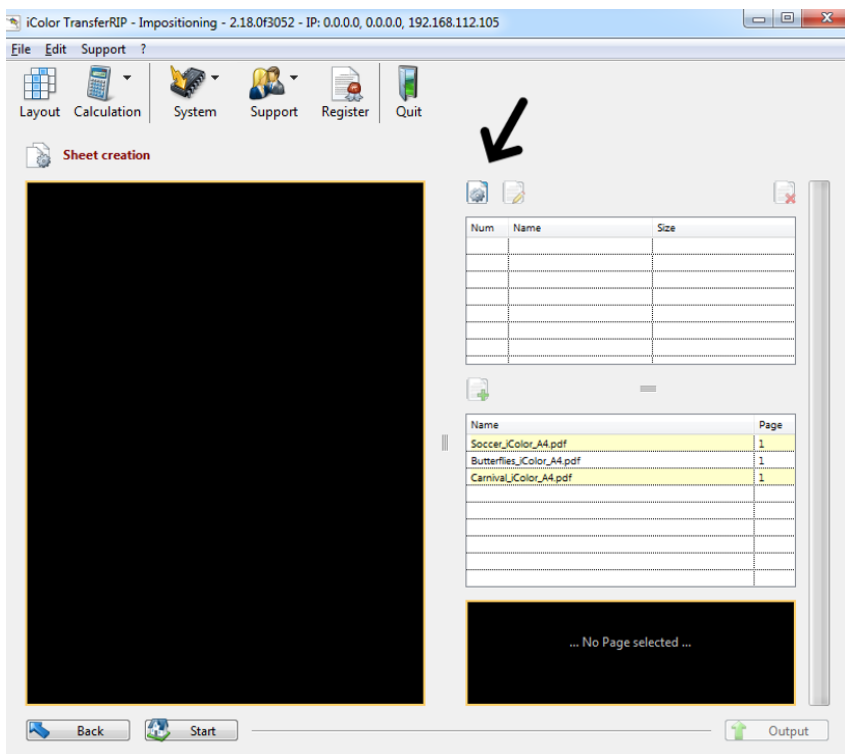 iColor TransferRIP - Impositioning - 2.18.0f3052 - IP: 0.0.0.0, 0.0.0.0, 192.168.112.105
File Edit Support ?
Layout Calculation System Support Register Quit
Sheet creation
Num Name Size
Name Page
Soccer_iColor_A4.pdf 1
Butterflies_iColor_A4.pdf 1
Carnival_iColor_A4.pdf 1
... No Page selected ...
Back Start Output